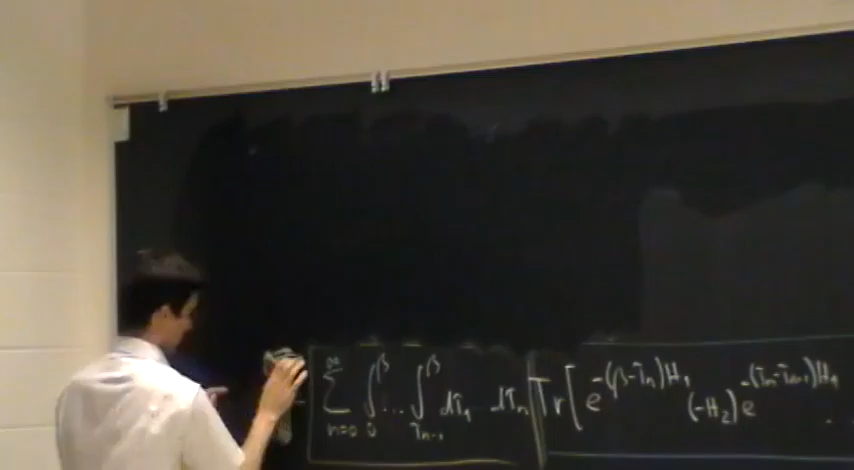 ∑_{n=0}^{∞} ∫_0^β ... ∫_{τ_{n-1}}^β dτ_1 ... dτ_n Tr[ e^{-(β-τ_n)H_1} (-H_2) e^{-(τ_n-τ_{n-1})H_1} ...